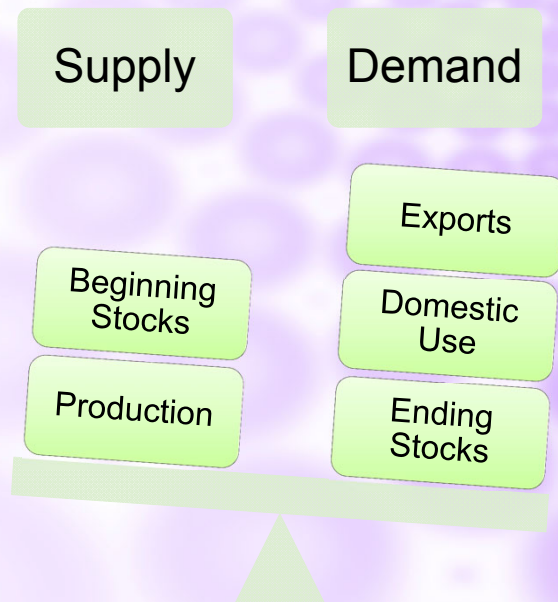 Supply
Demand
Exports
Beginning
Stocks
Domestic
Use
Production
Ending
Stocks